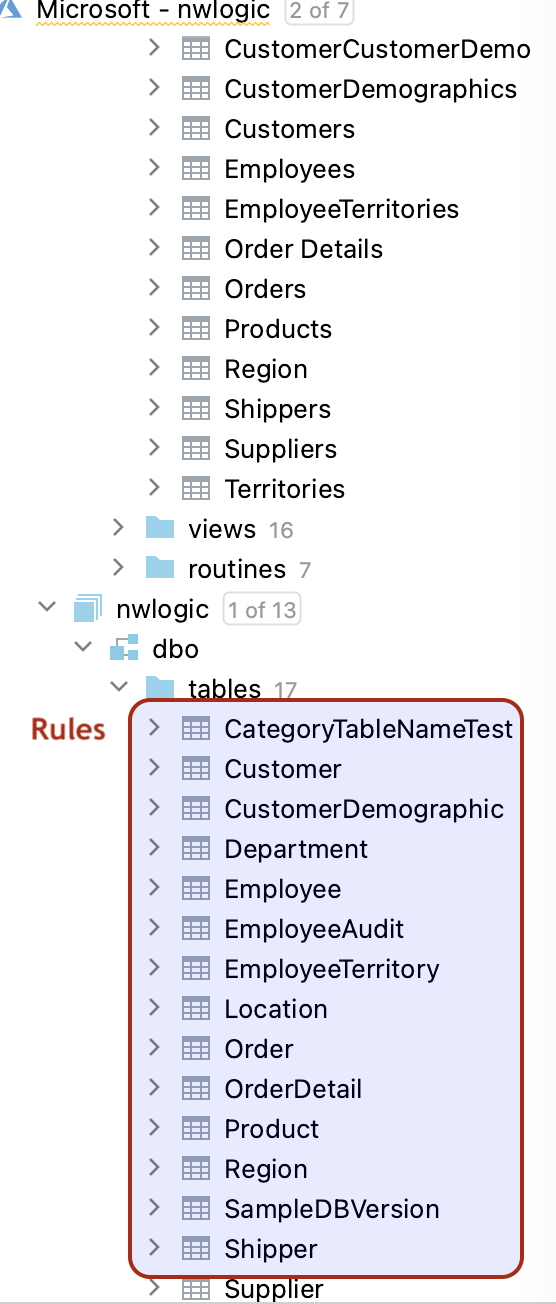 Microsoft - nwlogic 2 of 7
CustomerCustomerDemo
CustomerDemographics
Customers
Employees
EmployeeTerritories
Order Details
Orders
Products
Region
Shippers
Suppliers
Territories
views 16
routines 7
nwlogic 1 of 13
dbo
tables 17
Rules CategoryTableNameTest
Customer
CustomerDemographic
Department
Employee
EmployeeAudit
EmployeeTerritory
Location
Order
OrderDetail
Product
Region
SampleDBVersion
Shipper
Supplier